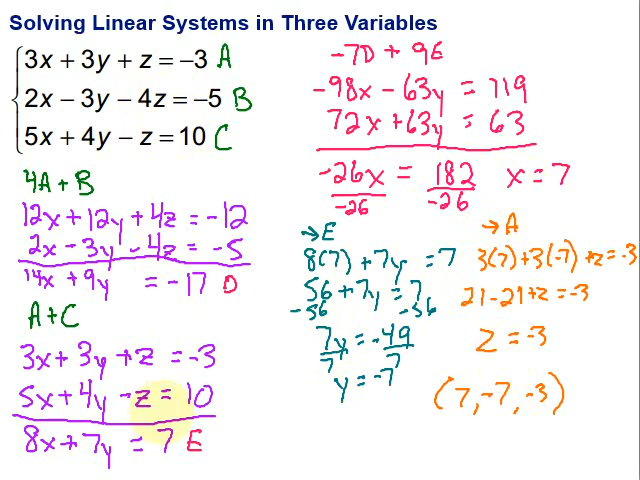 Solving Linear Systems in Three Variables
3x + 3y + z = –3 A
2x – 3y – 4z = –5 B
5x + 4y – z = 10 C
4A + B
12x + 12y + 4z = -12
2x - 3y - 4z = -5
14x + 9y = -17 D
A + C
3x + 3y + z = -3
5x + 4y - z = 10
8x + 7y = 7 E
-7D + 9E
-98x - 63y = 119
72x + 63y = 63
-26x = 182 x = 7
-26 -26
→ E
8(7) + 7y = 7
56 + 7y = 7
-56 -56
7y = -49
7 7
y = -7
→ A
3(7) + 3(-7) + z = -3
21 - 21 + z = -3
z = -3
(7, -7, -3)